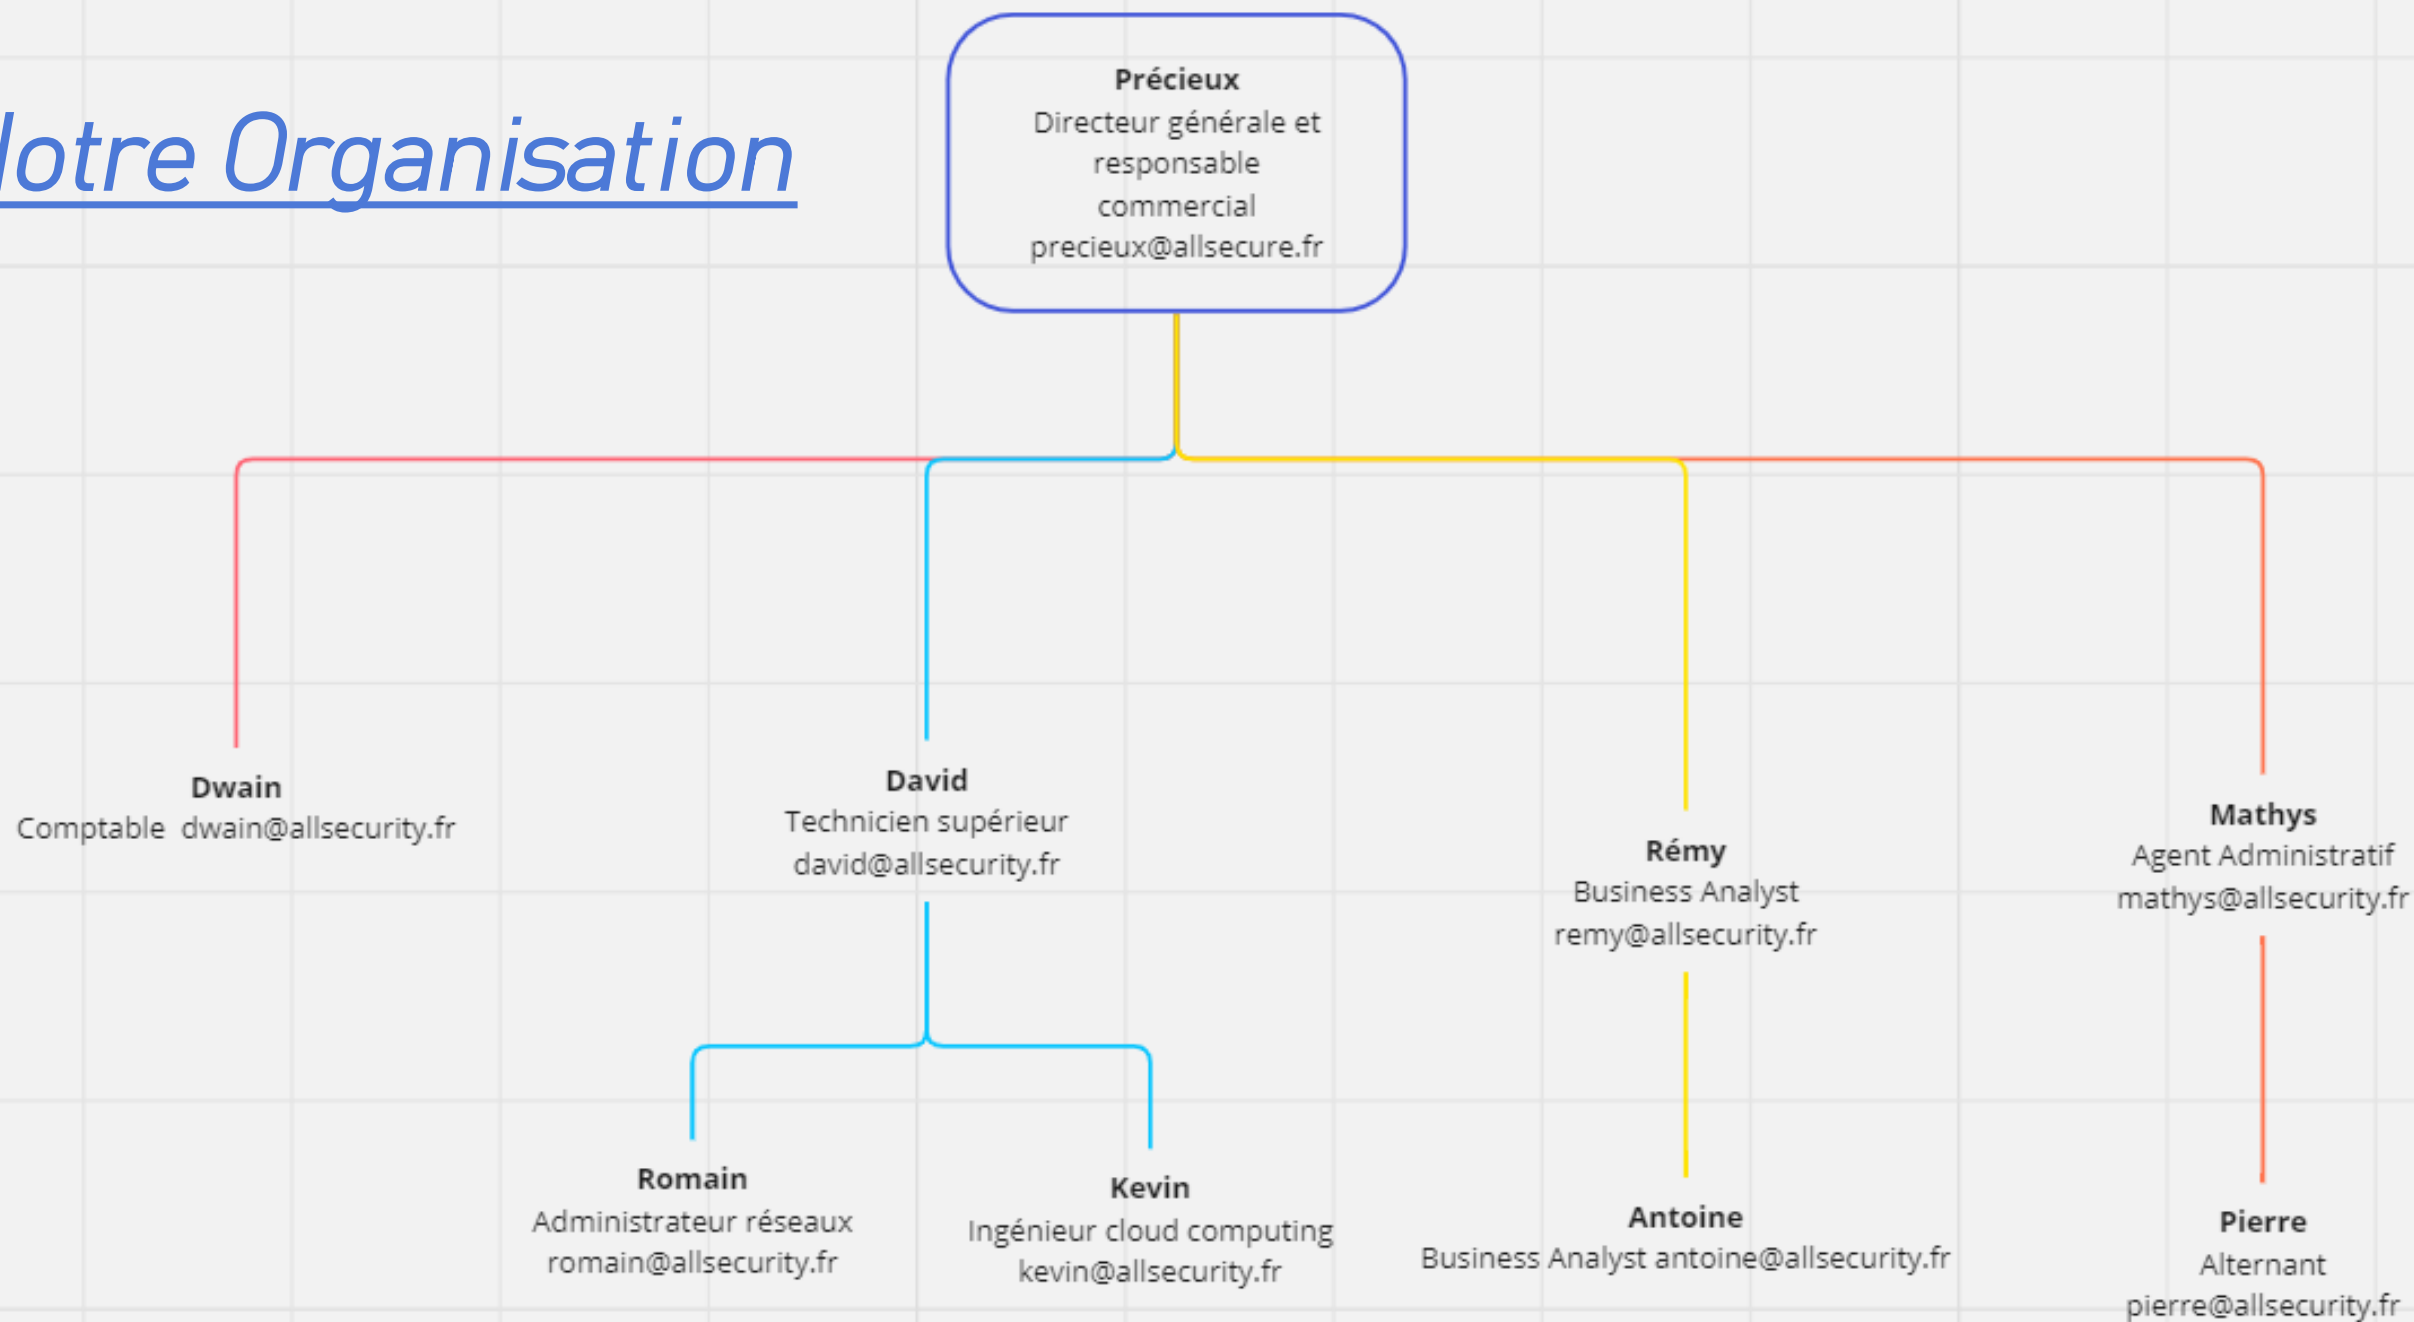 lotre Organisation
Précieux
Directeur générale et
responsable
commercial
precieux@allsecure.fr
Dwain
Comptable  dwain@allsecurity.fr
David
Technicien supérieur
david@allsecurity.fr
Rémy
Business Analyst
remy@allsecurity.fr
Mathys
Agent Administratif
mathys@allsecurity.fr
Romain
Administrateur réseaux
romain@allsecurity.fr
Kevin
Ingénieur cloud computing
kevin@allsecurity.fr
Antoine
Business Analyst antoine@allsecurity.fr
Pierre
Alternant
pierre@allsecurity.fr